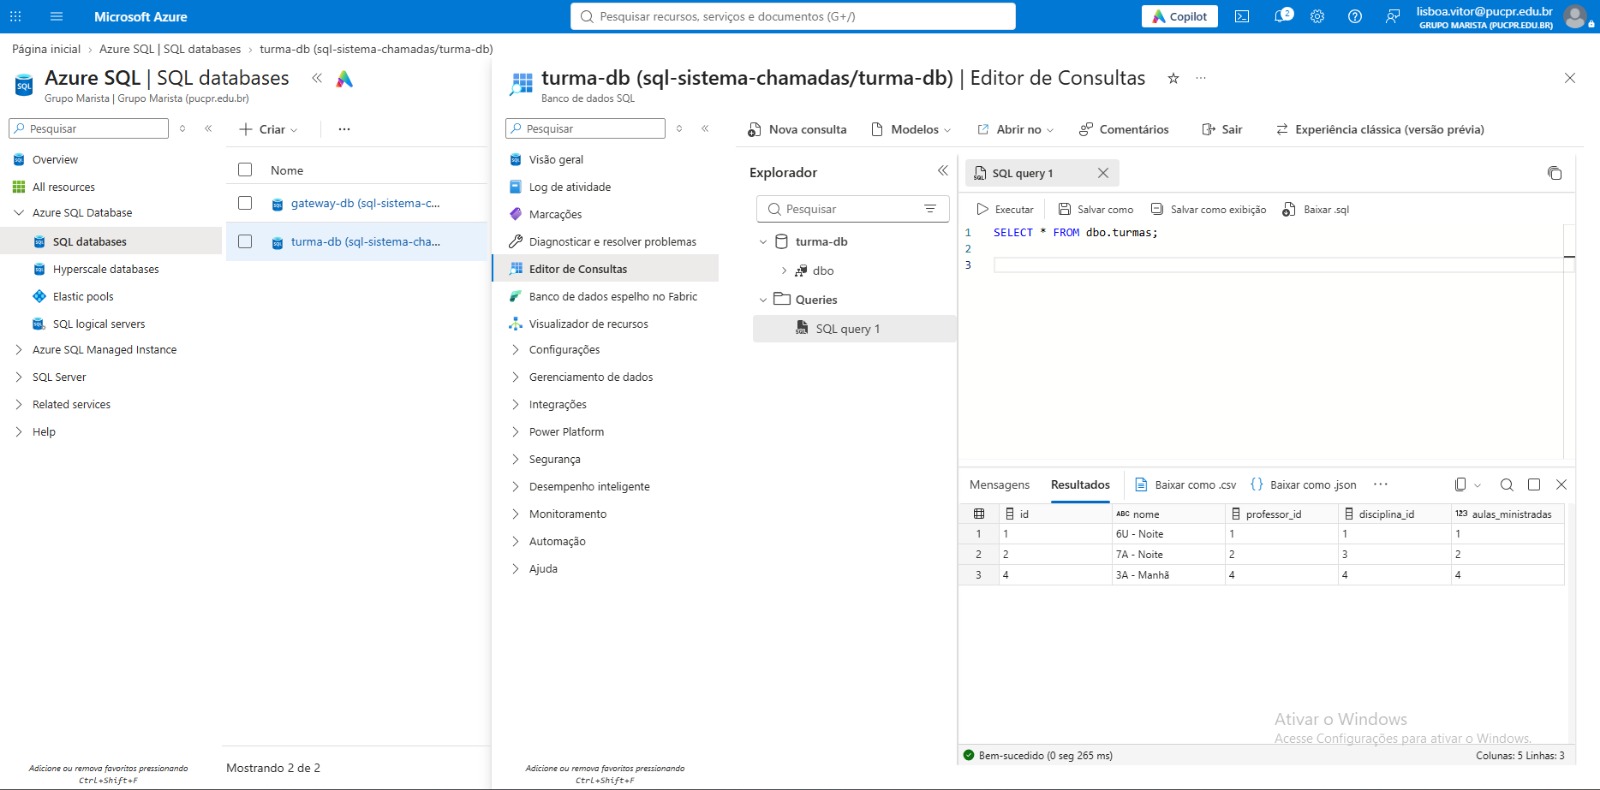 Microsoft Azure
Pesquisar recursos, serviços e documentos (G+/)
Copilot
2
lisboa.vitor@pucpr.edu.br
GRUPO MARISTA (PUCPR.EDU.BR)
Página inicial > Azure SQL | SQL databases > turma-db (sql-sistema-chamadas/turma-db)
Azure SQL | SQL databases
Grupo Marista | Grupo Marista (pucpr.edu.br)
Pesquisar
Overview
All resources
Azure SQL Database
SQL databases
Hyperscale databases
Elastic pools
SQL logical servers
Azure SQL Managed Instance
SQL Server
Related services
Help
Adicione ou remova favoritos pressionando
Ctrl+Shift+F
Criar
Nome
gateway-db (sql-sistema-c...
turma-db (sql-sistema-cha...
Mostrando 2 de 2
turma-db (sql-sistema-chamadas/turma-db) | Editor de Consultas
Banco de dados SQL
Pesquisar
Visão geral
Log de atividade
Marcações
Diagnosticar e resolver problemas
Editor de Consultas
Banco de dados espelho no Fabric
Visualizador de recursos
Configurações
Gerenciamento de dados
Integrações
Power Platform
Segurança
Desempenho inteligente
Monitoramento
Automação
Ajuda
Adicione ou remova favoritos pressionando
Ctrl+Shift+F
Nova consulta Modelos Abrir no Comentários Sair Experiência clássica (versão prévia)
Explorador
Pesquisar
turma-db
dbo
Queries
SQL query 1
SQL query 1
Executar Salvar como Salvar como exibição Baixar .sql
1 SELECT * FROM dbo.turmas;
2
3
Mensagens Resultados Baixar como .csv Baixar como .json ...
id ABC nome professor_id disciplina_id 123 aulas_ministradas
1 1 6U - Noite 1 1 1
2 2 7A - Noite 2 3 2
3 4 3A - Manhã 4 4 4
Ativar o Windows
Acesse Configurações para ativar o Windows.
Bem-sucedido (0 seg 265 ms)
Colunas: 5 Linhas: 3